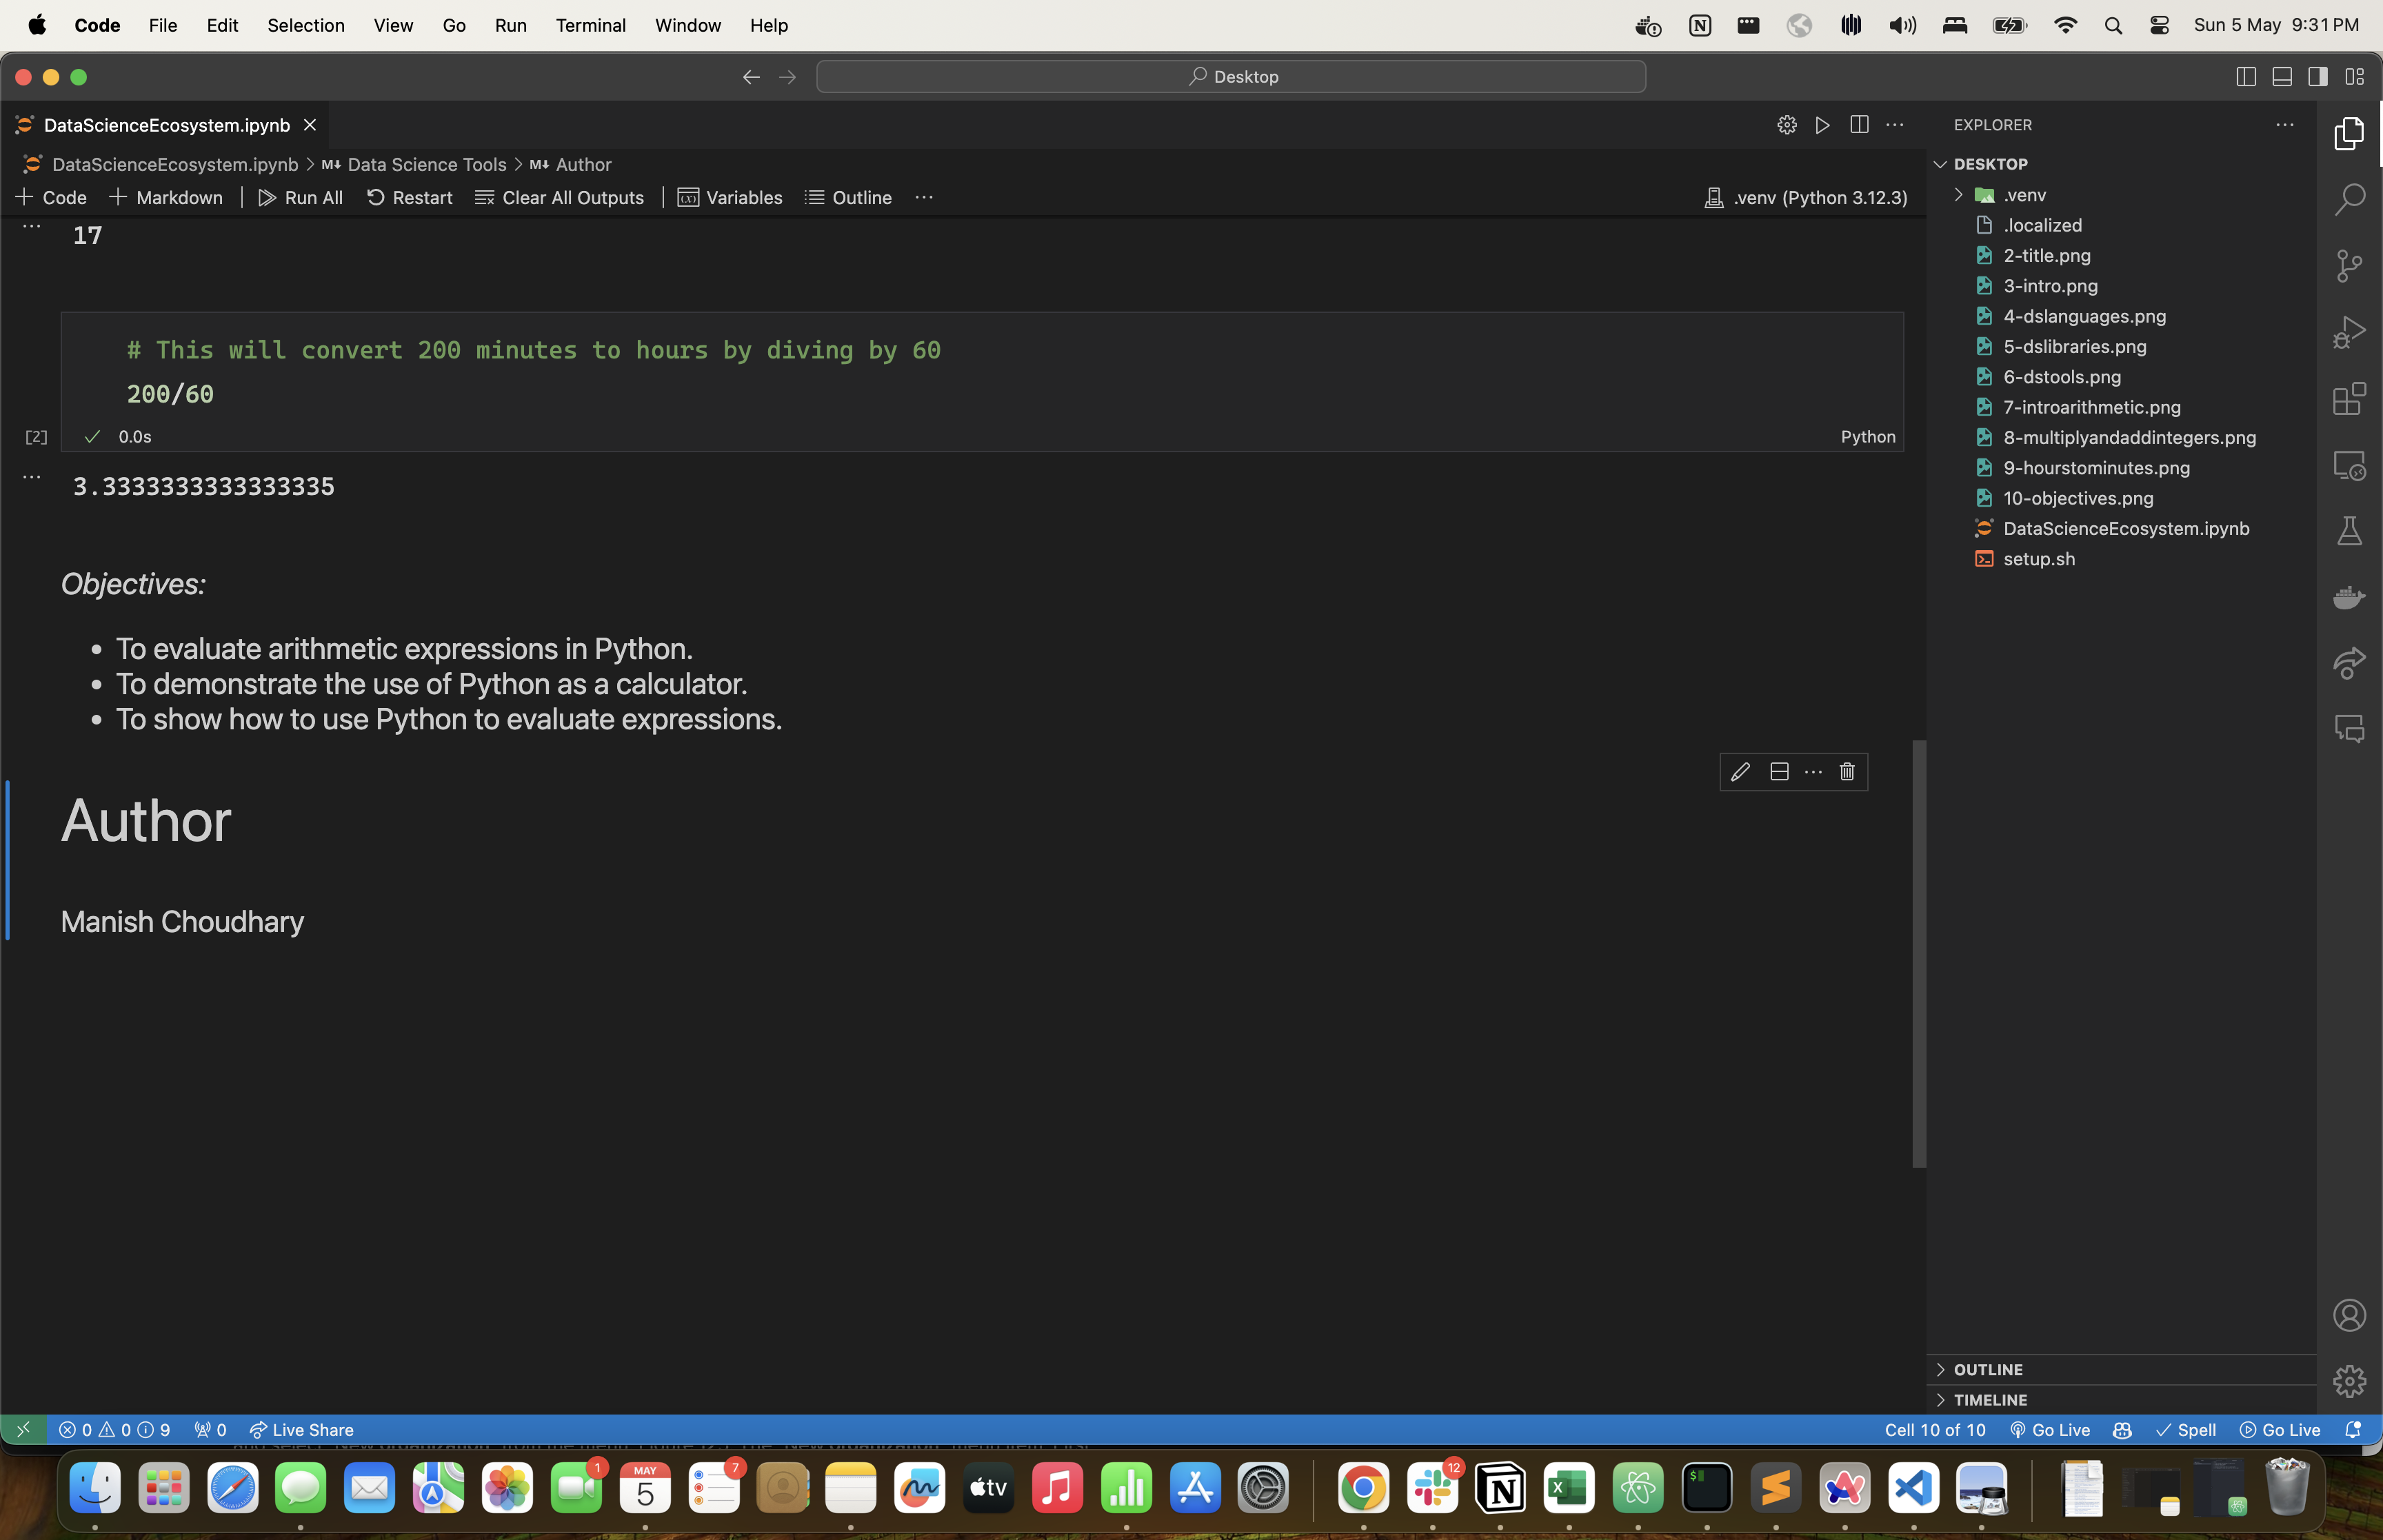 Code File Edit Selection View Go Run Terminal Window Help Sun 5 May 9:31 PM
Desktop
DataScienceEcosystem.ipynb
DataScienceEcosystem.ipynb > M↓ Data Science Tools > M↓ Author
+ Code + Markdown Run All Restart Clear All Outputs Variables Outline ... .venv (Python 3.12.3)
... 17
# This will convert 200 minutes to hours by diving by 60
200/60
[2] ✓ 0.0s Python
... 3.3333333333333335
Objectives:
• To evaluate arithmetic expressions in Python.
• To demonstrate the use of Python as a calculator.
• To show how to use Python to evaluate expressions.
Author
Manish Choudhary
EXPLORER
DESKTOP
.venv
.localized
2-title.png
3-intro.png
4-dslanguages.png
5-dslibraries.png
6-dstools.png
7-introarithmetic.png
8-multiplyandaddintegers.png
9-hourstominutes.png
10-objectives.png
DataScienceEcosystem.ipynb
setup.sh
OUTLINE
TIMELINE
0 0 9 0 Live Share Cell 10 of 10 Go Live Spell Go Live
1 MAY 5 7 tv 12 N X $